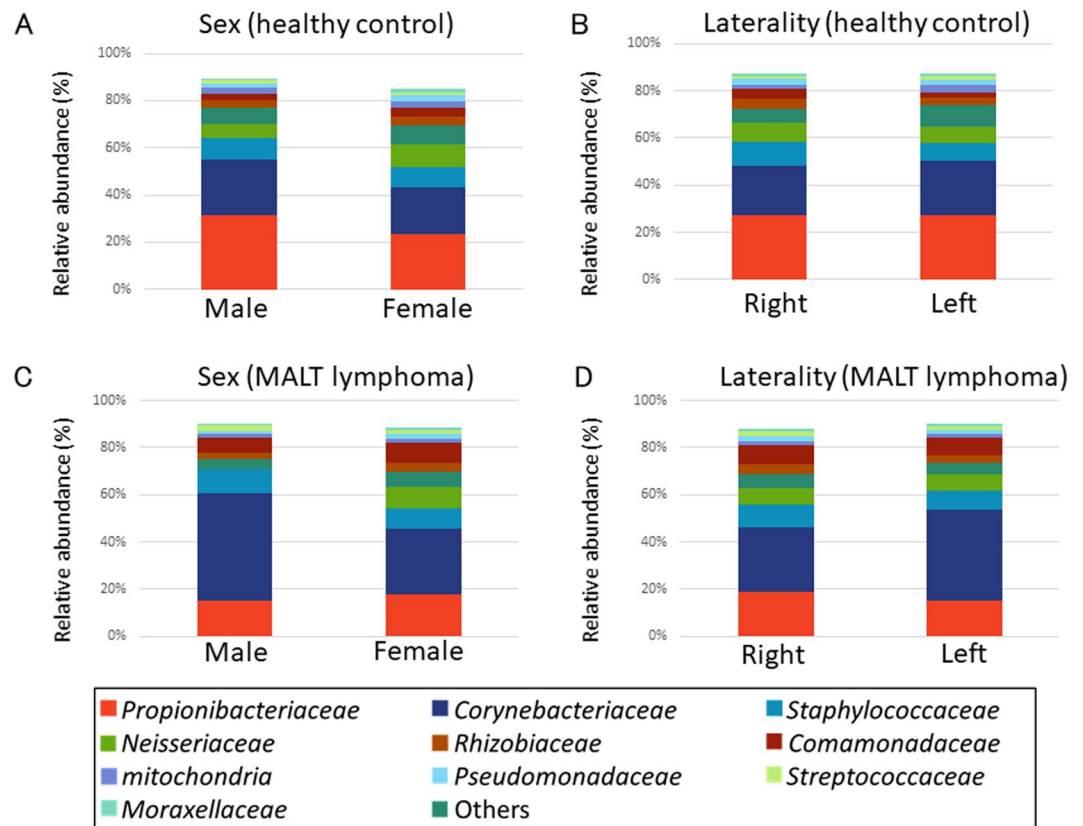 A
Sex (healthy control)
Relative abundance (%)
100%
80%
60%
40%
20%
0%
Male Female
B
Laterality (healthy control)
Relative abundance (%)
100%
80%
60%
40%
20%
0%
Right Left
C
Sex (MALT lymphoma)
Relative abundance (%)
100%
80%
60%
40%
20%
0%
Male Female
D
Laterality (MALT lymphoma)
Relative abundance (%)
100%
80%
60%
40%
20%
0%
Right Left
Propionibacteriaceae Corynebacteriaceae Staphylococcaceae
Neisseriaceae Rhizobiaceae Comamonadaceae
mitochondria Pseudomonadaceae Streptococcaceae
Moraxellaceae Others